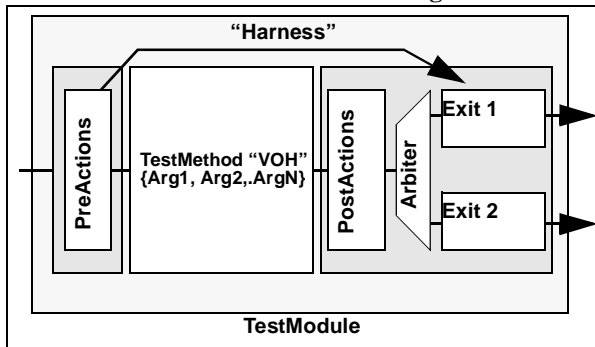 “Harness”
PreActions
TestMethod “VOH”
{Arg1, Arg2,.ArgN}
PostActions
Arbiter
Exit 1
Exit 2
TestModule